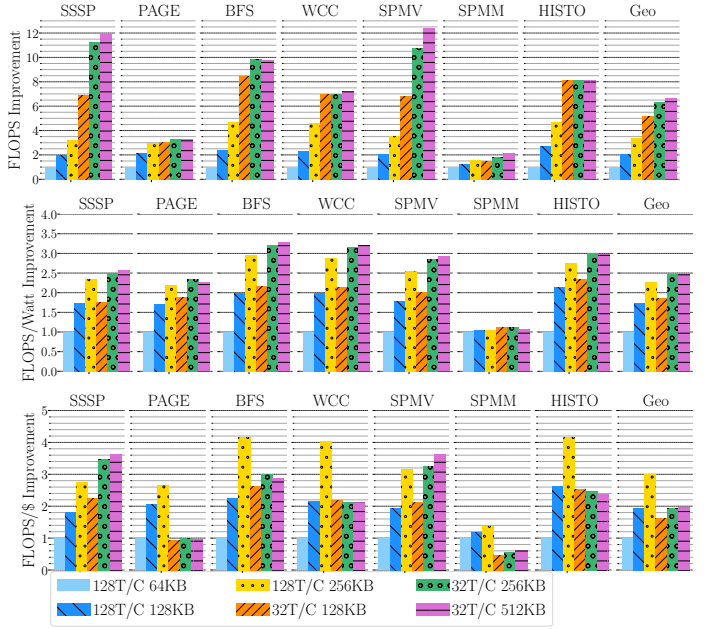 SSSP PAGE BFS WCC SPMV SPMM HISTO Geo
FLOPS Improvement
12
10
8
6
4
2
0
SSSP PAGE BFS WCC SPMV SPMM HISTO Geo
FLOPS/Watt Improvement
4.0
3.5
3.0
2.5
2.0
1.5
1.0
0.5
0.0
SSSP PAGE BFS WCC SPMV SPMM HISTO Geo
FLOPS/$ Improvement
5
4
3
2
1
0
128T/C 64KB 128T/C 256KB 32T/C 256KB
128T/C 128KB 32T/C 128KB 32T/C 512KB